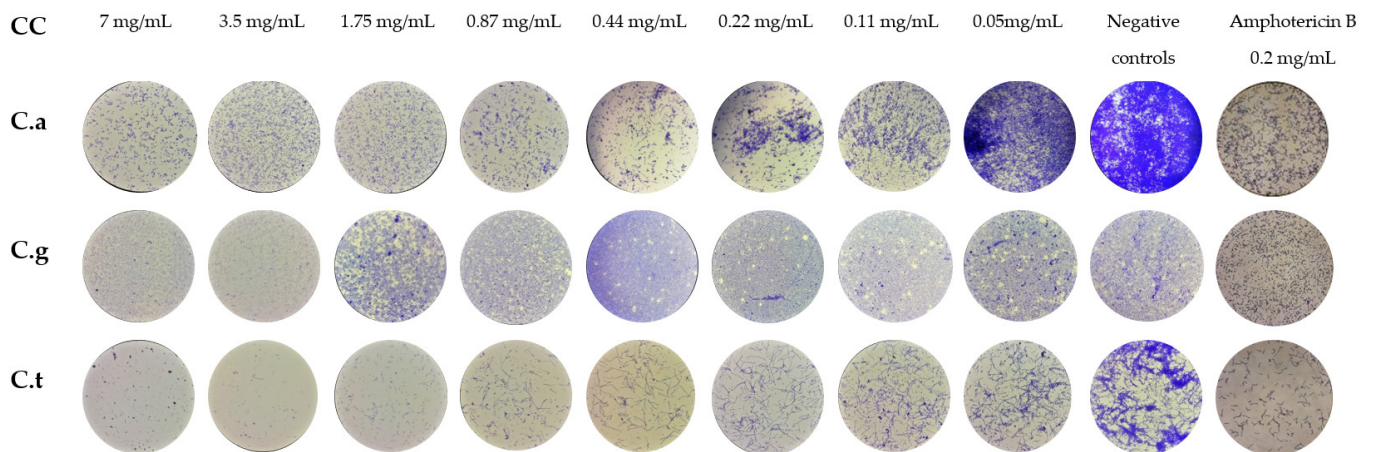 CC 7 mg/mL 3.5 mg/mL 1.75 mg/mL 0.87 mg/mL 0.44 mg/mL 0.22 mg/mL 0.11 mg/mL 0.05mg/mL Negative Amphotericin B
controls 0.2 mg/mL
C.a
C.g
C.t